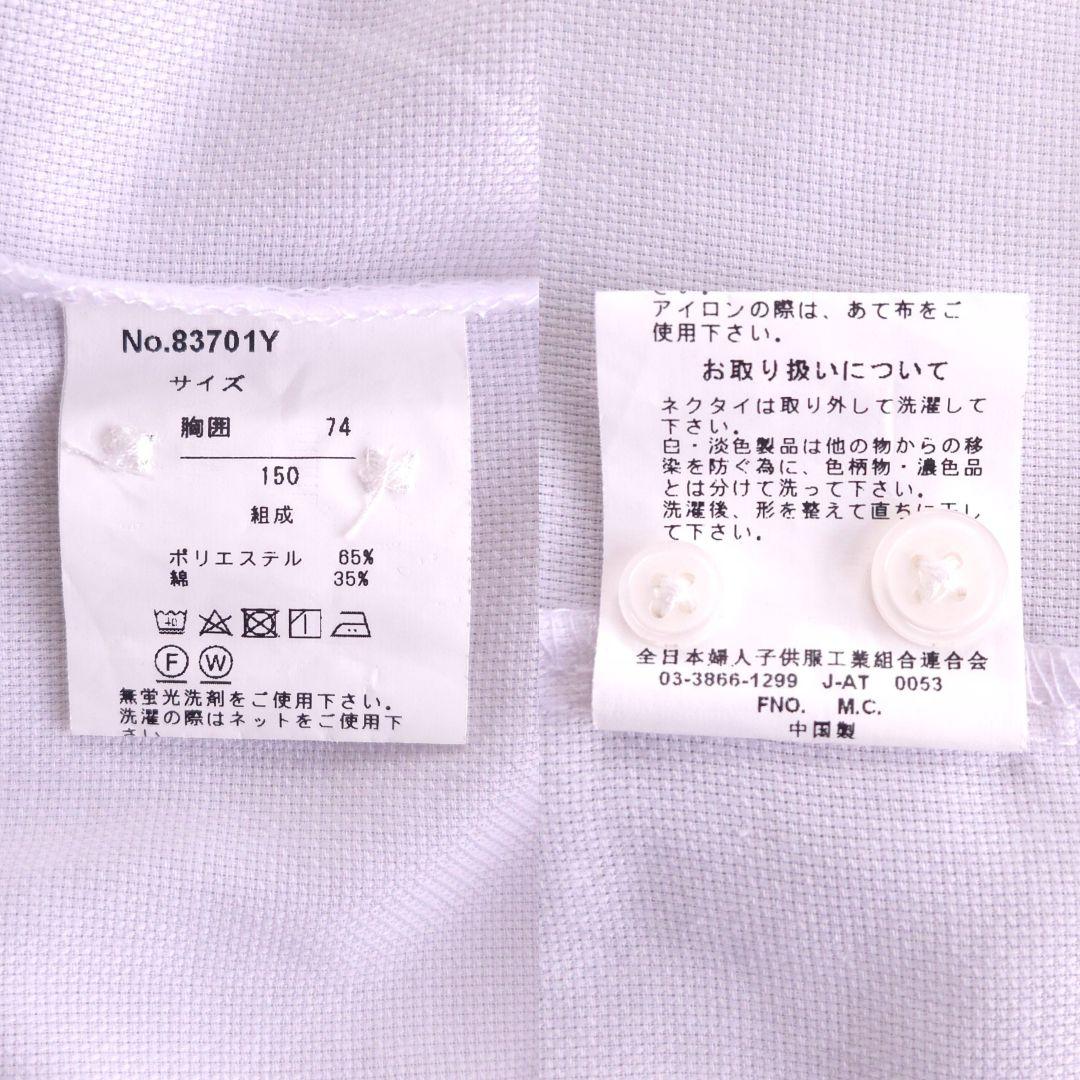 No.83701Y
サイズ
胸囲 74
150
組成
ポリエステル 65%
綿 35%
40
F W
無蛍光洗剤をご使用下さい。
洗濯の際はネットをご使用下
さい。
アイロンの際は、あて布をご
使用下さい。
お取り扱いについて
ネクタイは取り外して洗濯して
下さい。
白・淡色製品は他の物からの移
染を防ぐ為に、色柄物・濃色品
とは分けて洗って下さい。
洗濯後、形を整えて直ちに干し
て下さい。
全日本婦人子供服工業組合連合会
03-3866-1299 J-AT 0053
FNO. M.C.
中国製